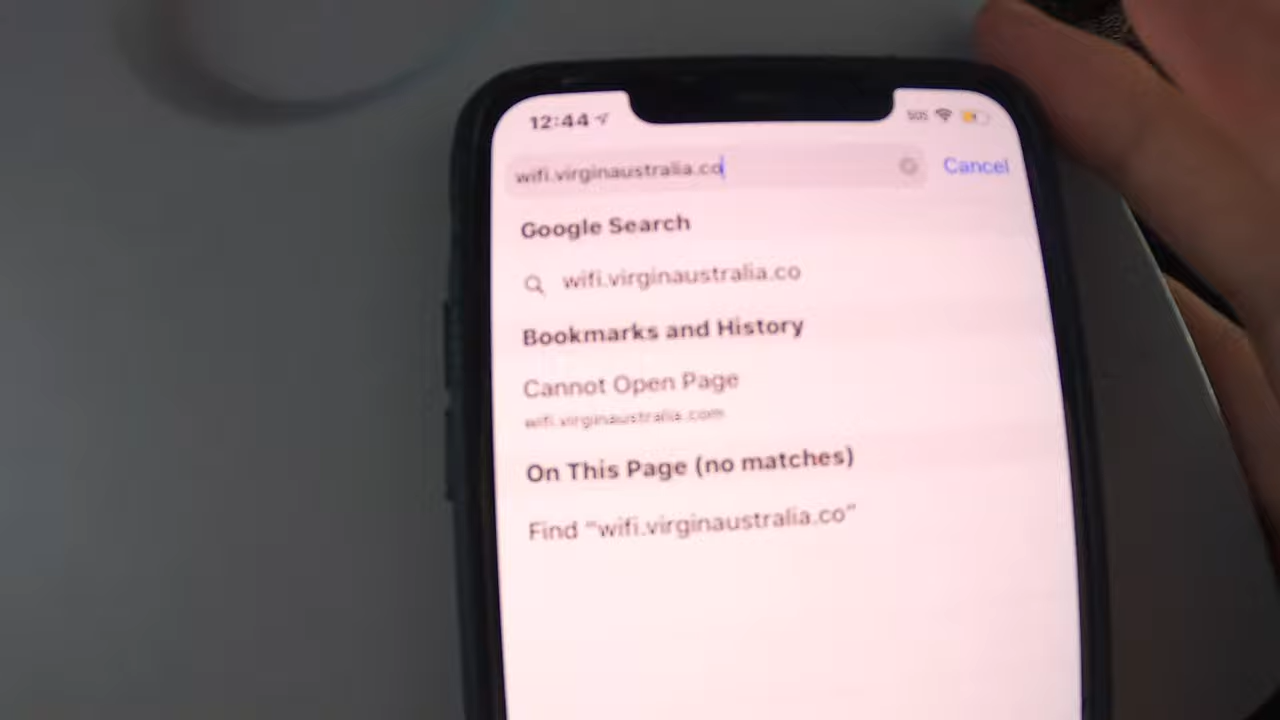 12:44
SOS
wifi.virginaustralia.co
Cancel
Google Search
wifi.virginaustralia.co
Bookmarks and History
Cannot Open Page
wifi.virginaustralia.com
On This Page (no matches)
Find "wifi.virginaustralia.co"